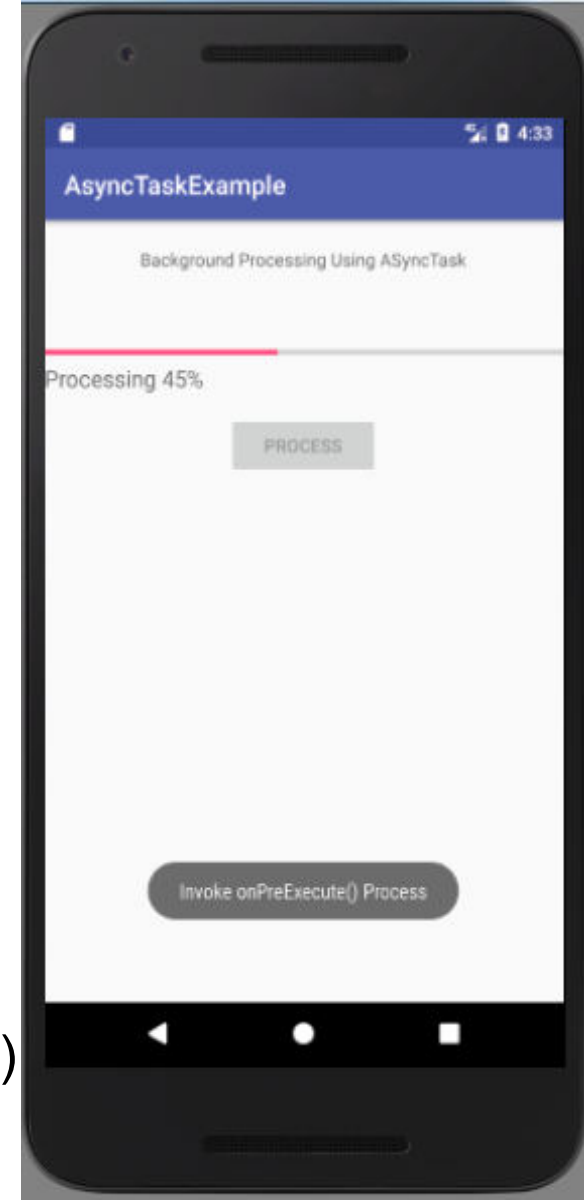 4:33
AsyncTaskExample
Background Processing Using ASyncTask
Processing 45%
PROCESS
Invoke onPreExecute() Process
)